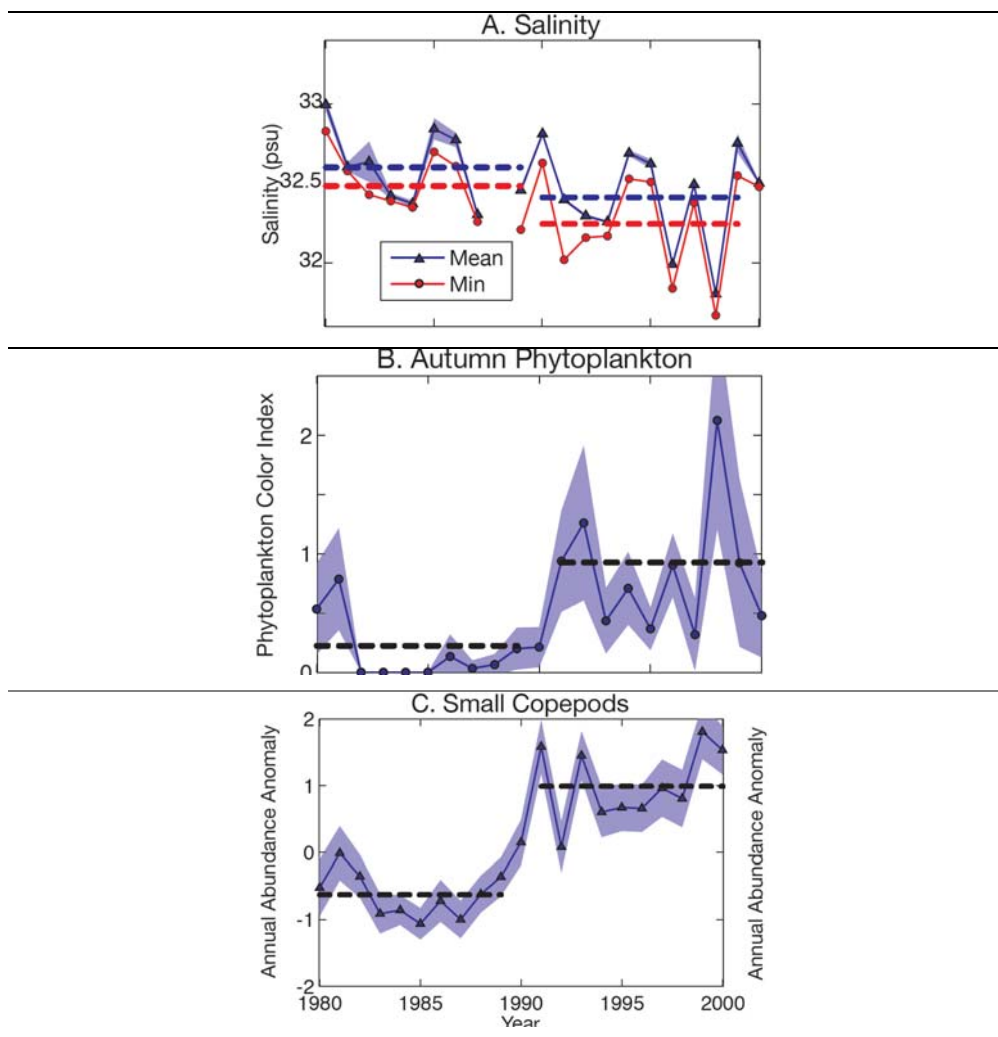 A. Salinity
33
32.5
32
Salinity (psu)
Mean
Min
B. Autumn Phytoplankton
2
1
0
Phytoplankton Color Index
C. Small Copepods
2
1
0
-1
-2
Annual Abundance Anomaly
Annual Abundance Anomaly
1980 1985 1990 1995 2000
Year